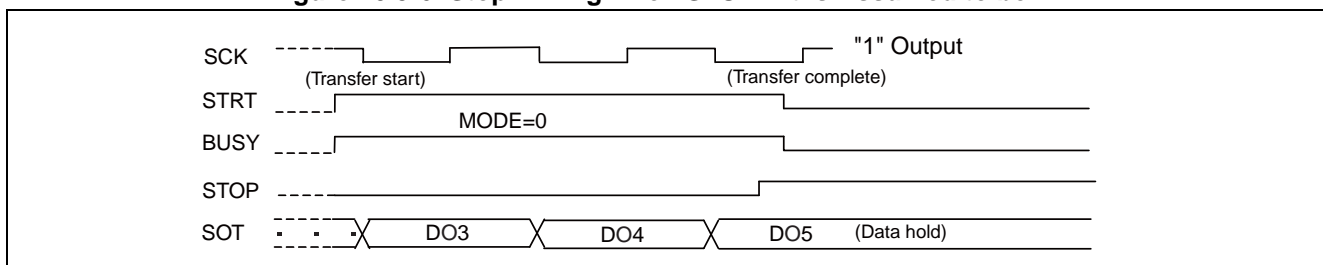 SCK
"1" Output
(Transfer start)
(Transfer complete)
STRT
MODE=0
BUSY
STOP
SOT
DO3
DO4
DO5
(Data hold)